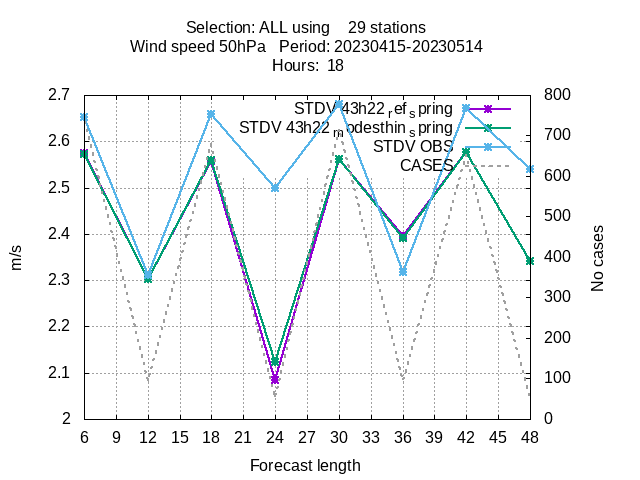 Selection: ALL using    29 stations
Wind speed 50hPa   Period: 20230415-20230514
Hours:  18
2.7
2.6
2.5
2.4
2.3
2.2
2.1
2
m/s
800
700
600
500
400
300
200
100
0
No cases
STDV 43h22refspring
STDV 43h22modesthinspring
STDV OBS
CASES
6 9 12 15 18 21 24 27 30 33 36 39 42 45 48
Forecast length